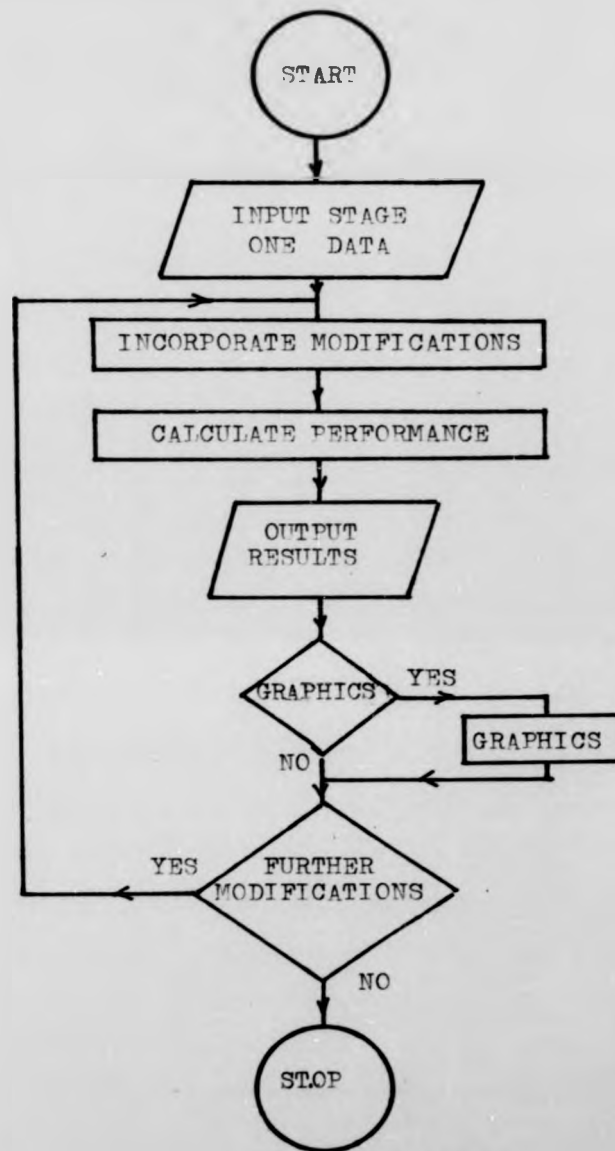 START
INPUT STAGE
ONE DATA
INCORPORATE MODIFICATIONS
CALCULATE PERFORMANCE
OUTPUT
RESULTS
GRAPHICS
YES
GRAPHICS
NO
YES
FURTHER
MODIFICATIONS
NO
STOP